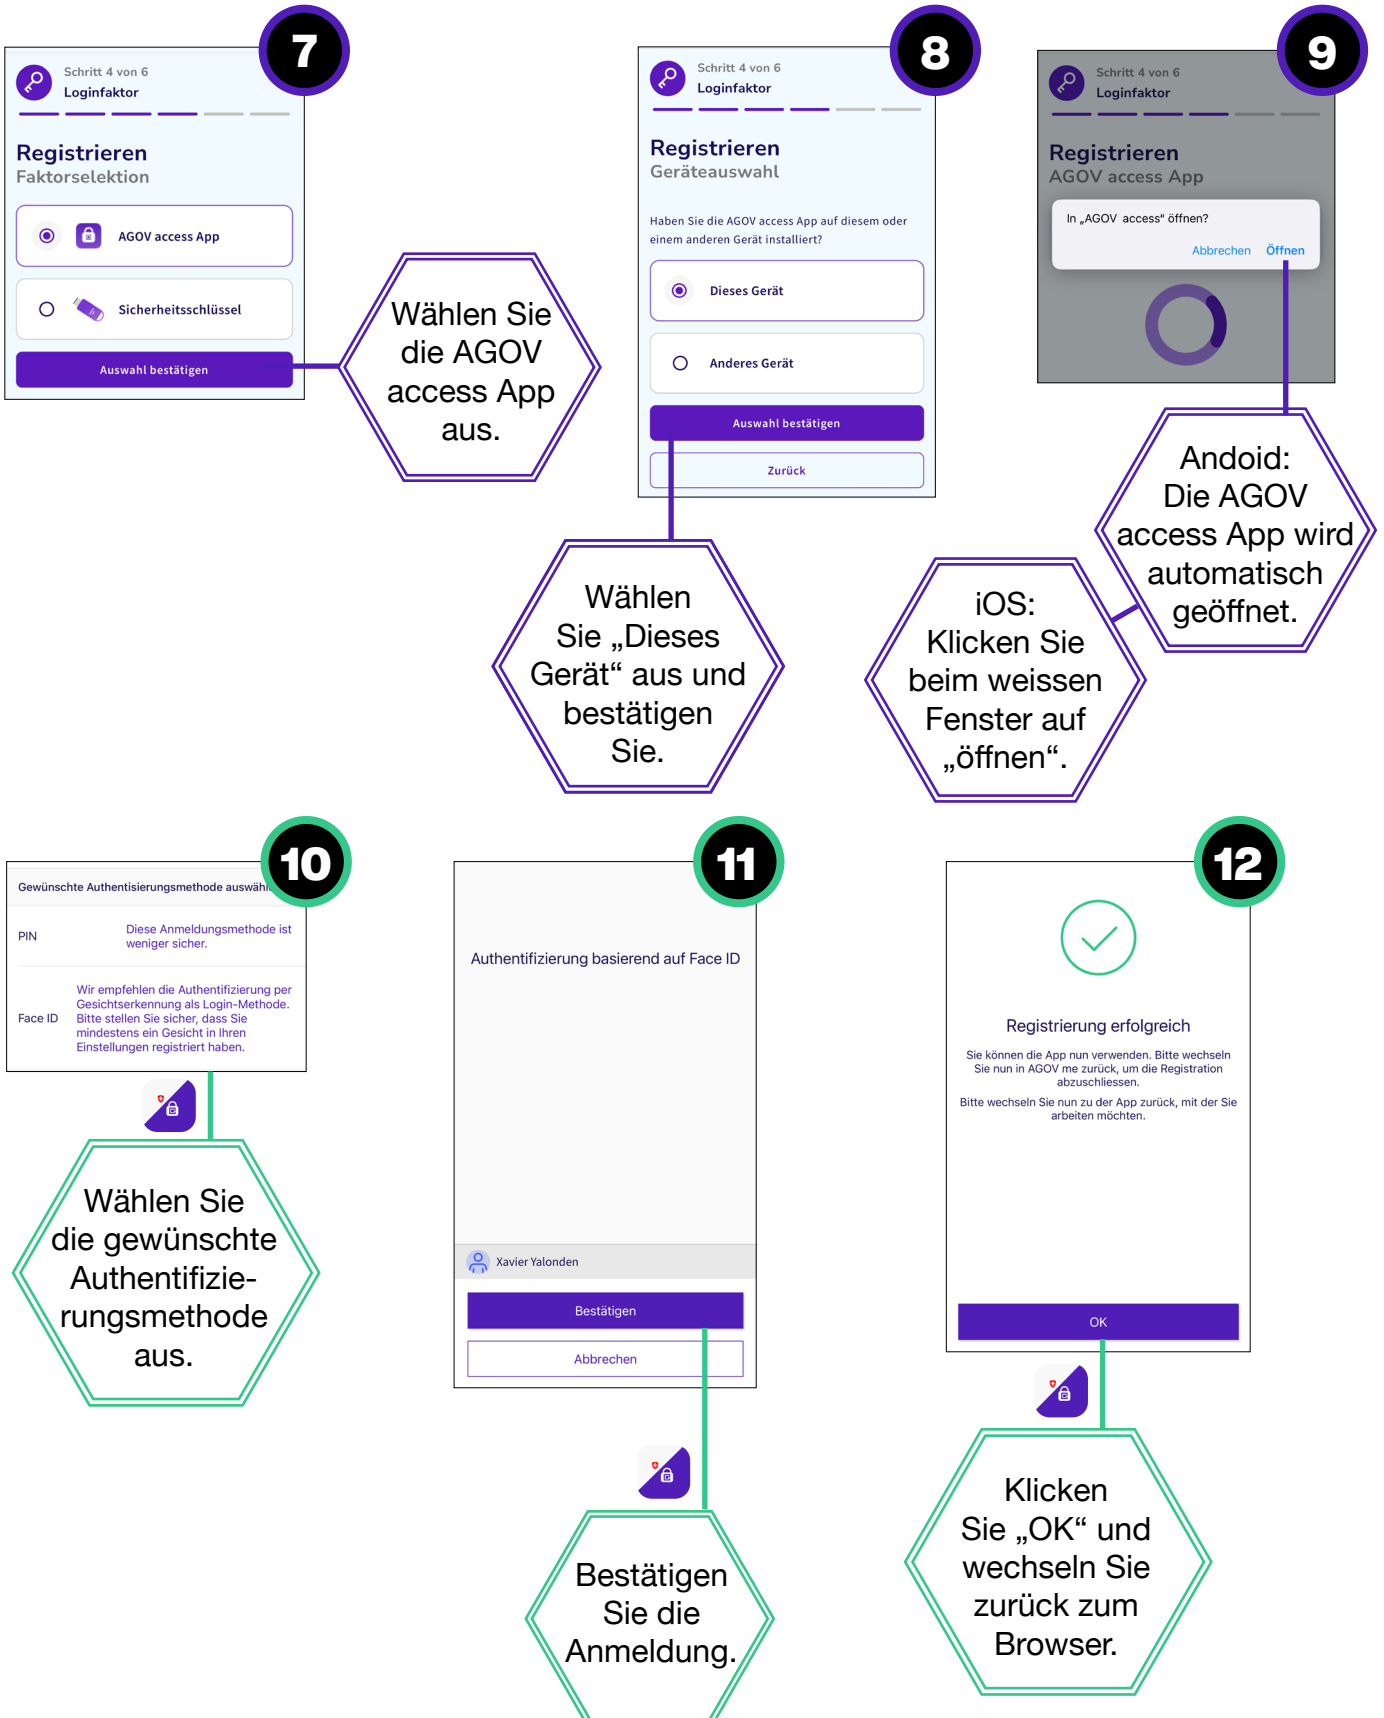 7
Schritt 4 von 6
Loginfaktor
Registrieren
Faktorselektion
AGOV access App
Sicherheitsschlüssel
Auswahl bestätigen
Wählen Sie
die AGOV
access App
aus.
8
Schritt 4 von 6
Loginfaktor
Registrieren
Geräteauswahl
Haben Sie die AGOV access App auf diesem oder
einem anderen Gerät installiert?
Dieses Gerät
Anderes Gerät
Auswahl bestätigen
Zurück
Wählen
Sie „Dieses
Gerät“ aus und
bestätigen
Sie.
9
Schritt 4 von 6
Loginfaktor
Registrieren
AGOV access App
In „AGOV access“ öffnen?
Abbrechen Öffnen
Andoid:
Die AGOV
access App wird
automatisch
geöffnet.
iOS:
Klicken Sie
beim weissen
Fenster auf
„öffnen“.
10
Gewünschte Authentisierungsmethode auswähl
PIN
Diese Anmeldungsmethode ist
weniger sicher.
Face ID
Wir empfehlen die Authentifizierung per
Gesichtserkennung als Login-Methode.
Bitte stellen Sie sicher, dass Sie
mindestens ein Gesicht in Ihren
Einstellungen registriert haben.
Wählen Sie
die gewünschte
Authentifizie-
rungsmethode
aus.
11
Authentifizierung basierend auf Face ID
Xavier Yalonden
Bestätigen
Abbrechen
Bestätigen
Sie die
Anmeldung.
12
Registrierung erfolgreich
Sie können die App nun verwenden. Bitte wechseln
Sie nun in AGOV me zurück, um die Registration
abzuschliessen.
Bitte wechseln Sie nun zu der App zurück, mit der Sie
arbeiten möchten.
OK
Klicken
Sie „OK“ und
wechseln Sie
zurück zum
Browser.